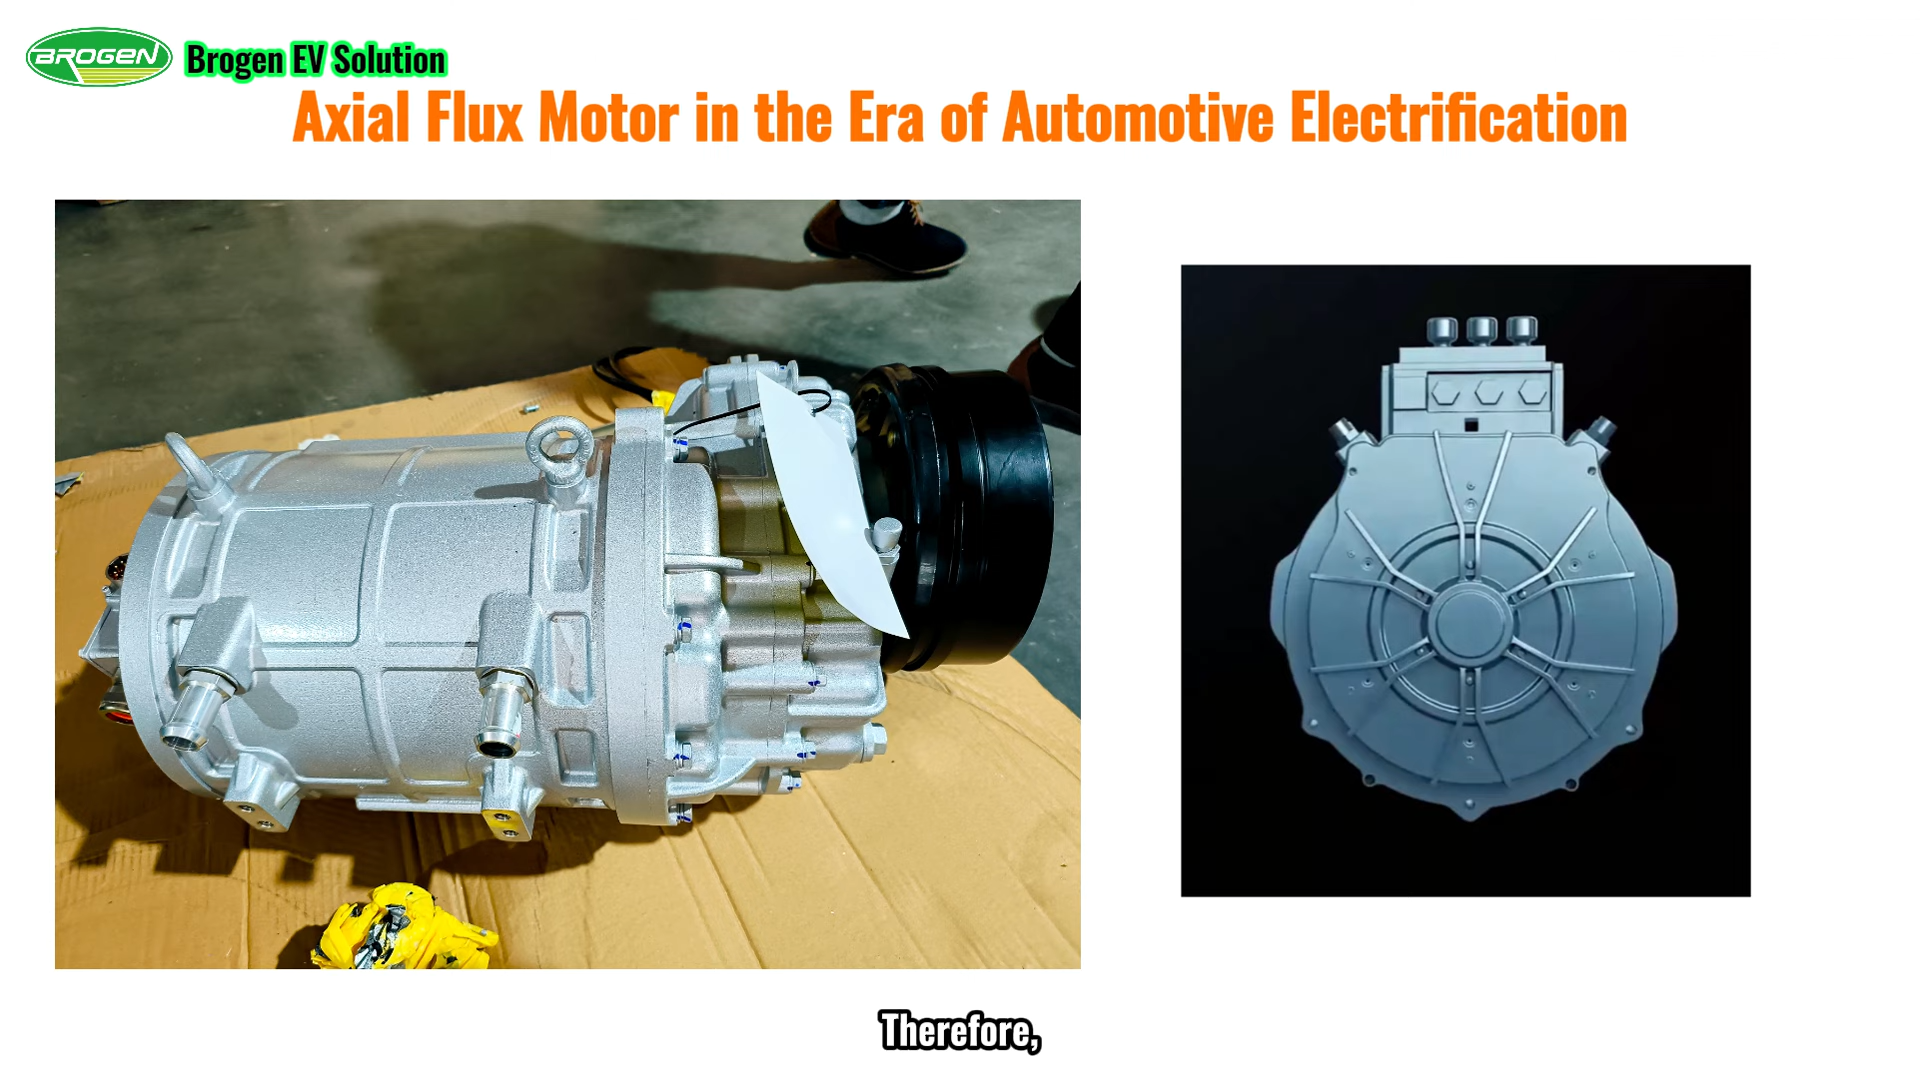 BROGEN
Brogen EV Solution
Axial Flux Motor in the Era of Automotive Electrification
Therefore,